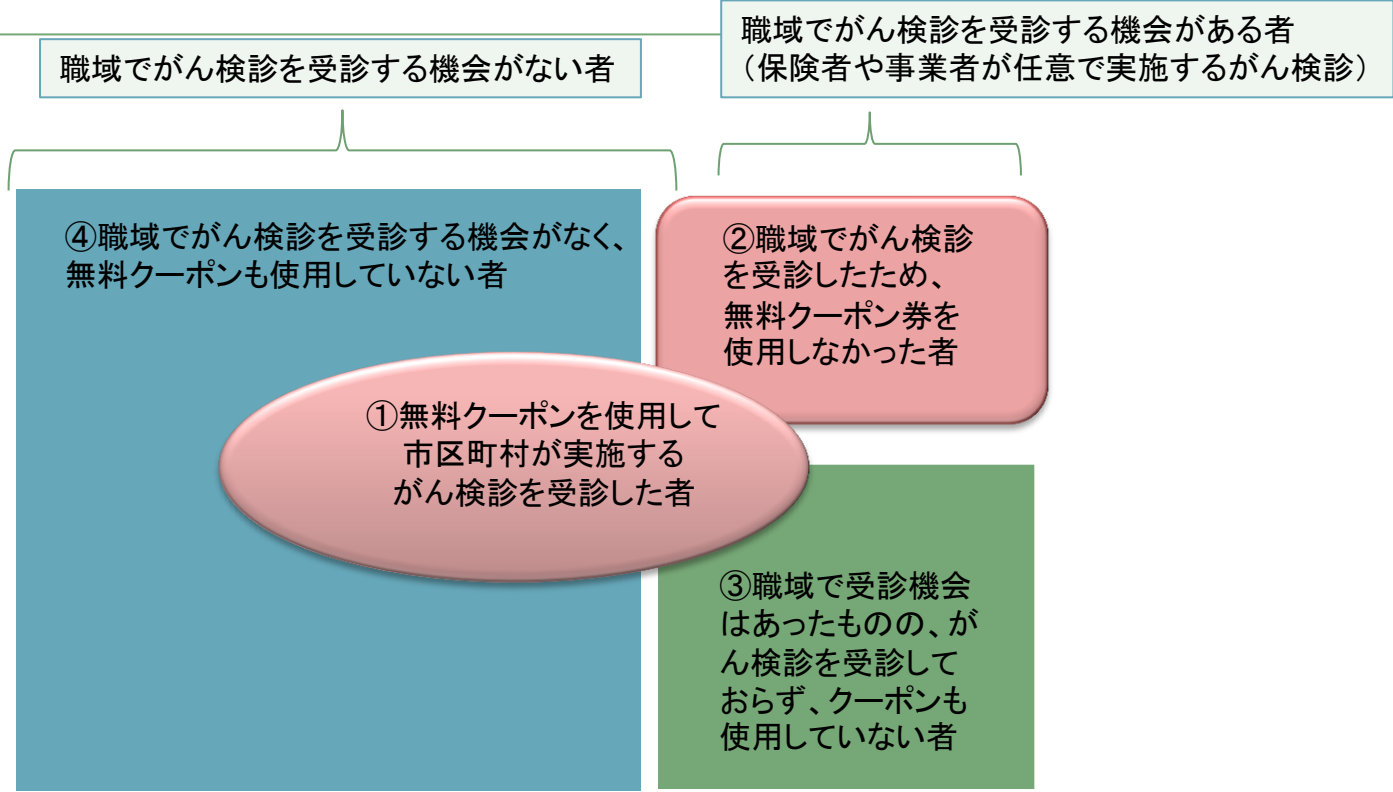 職域でがん検診を受診する機会がない者
職域でがん検診を受診する機会がある者
（保険者や事業者が任意で実施するがん検診）
④職域でがん検診を受診する機会がなく、
無料クーポンも使用していない者
②職域でがん検診
を受診したため、
無料クーポン券を
使用しなかった者
①無料クーポンを使用して
市区町村が実施する
がん検診を受診した者
③職域で受診機会
はあったものの、が
ん検診を受診して
おらず、クーポンも
使用していない者